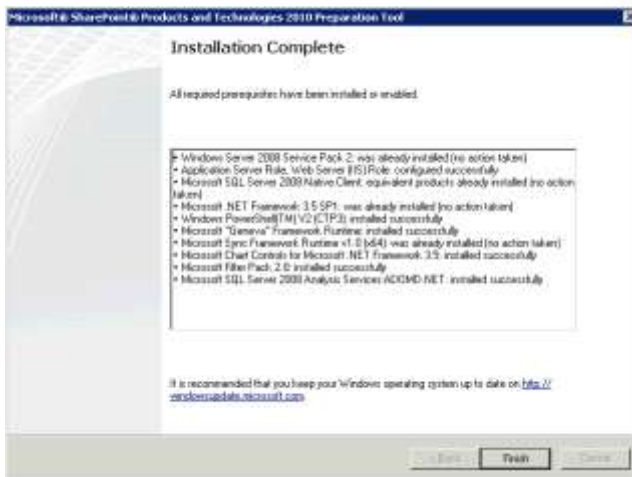 Microsoft® SharePoint® Products and Technologies 2010 Preparation Tool
Installation Complete
All required prerequisites have been installed or enabled.
• Windows Server 2008 Service Pack 2: was already installed (no action taken)
• Application Server Role, Web Server (IIS) Role: configured successfully
• Microsoft SQL Server 2008 Native Client: equivalent products already installed (no action
taken)
• Microsoft .NET Framework 3.5 SP1: was already installed (no action taken)
• Windows PowerShell(TM) V2 (CTP3): installed successfully
• Microsoft "Geneva" Framework Runtime: installed successfully
• Microsoft Sync Framework Runtime v1.0 (x64): was already installed (no action taken)
• Microsoft Chart Controls for Microsoft .NET Framework 3.5: installed successfully
• Microsoft Filter Pack 2.0: installed successfully
• Microsoft SQL Server 2008 Analysis Services ADOMD.NET: installed successfully
It is recommended that you keep your Windows operating system up to date on http://
windowsupdate.microsoft.com.
< Back Finish Cancel